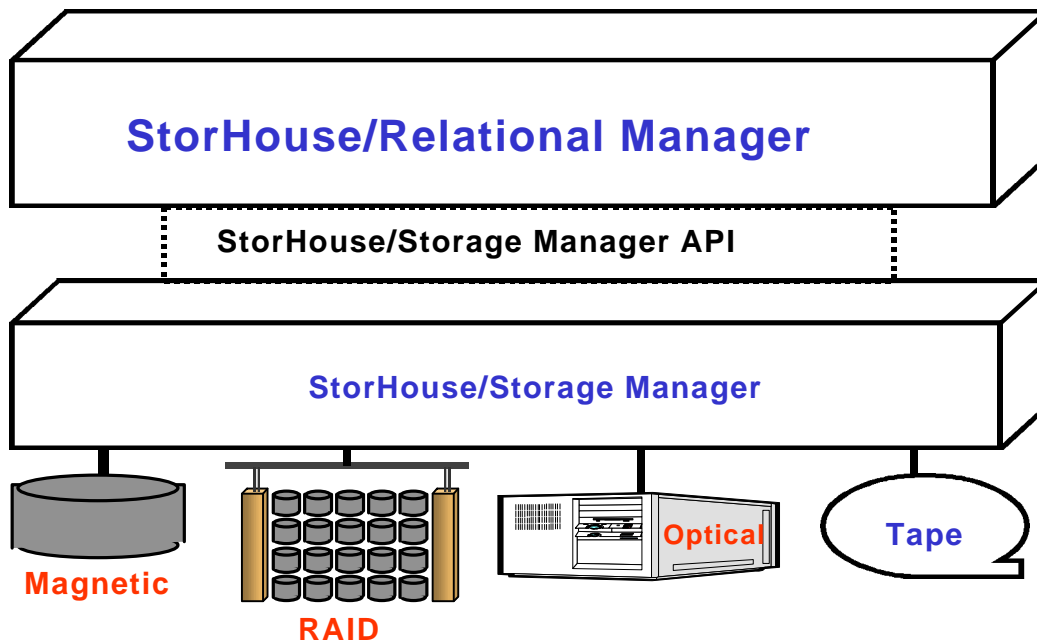 StorHouse/Relational Manager
StorHouse/Storage Manager API
StorHouse/Storage Manager
Optical
Tape
Magnetic
RAID